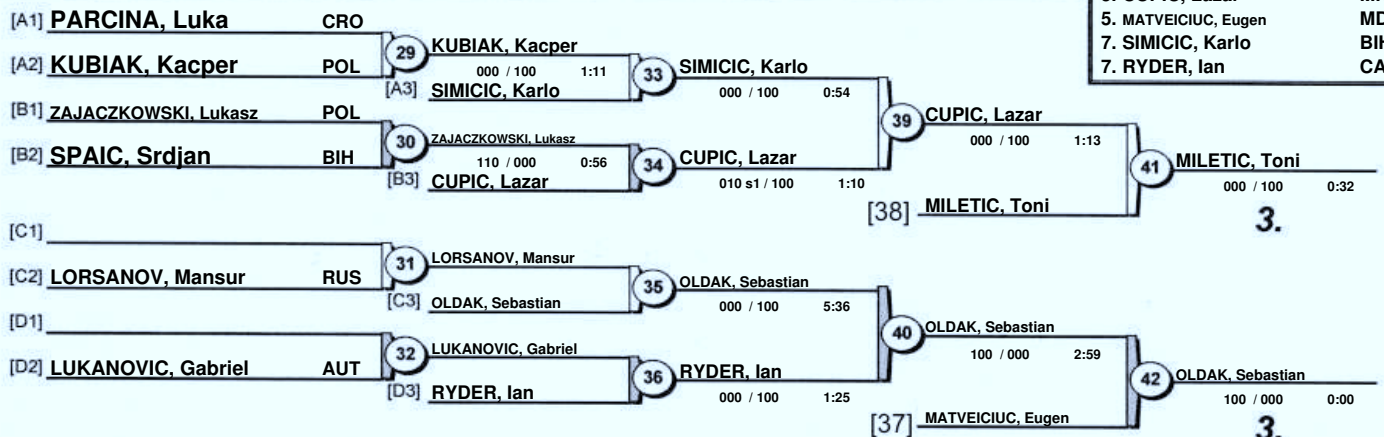 [A1] PARCINA, Luka CRO
5. MATVEICIUC, Eugen MD
[A2] KUBIAK, Kacper POL 29 KUBIAK, Kacper
7. SIMICIC, Karlo BIH
000 / 100 1:11 33 SIMICIC, Karlo
7. RYDER, Ian CA
[A3] SIMICIC, Karlo 000 / 100 0:54
[B1] ZAJACZKOWSKI, Lukasz POL 39 CUPIC, Lazar
30 ZAJACZKOWSKI, Lukasz 000 / 100 1:13
[B2] SPAIC, Srdjan BIH 110 / 000 0:56 34 CUPIC, Lazar 41 MILETIC, Toni
[B3] CUPIC, Lazar 010 s1 / 100 1:10 000 / 100 0:32
[38] MILETIC, Toni 3.
[C1]
31 LORSANOV, Mansur
[C2] LORSANOV, Mansur RUS 35 OLDAK, Sebastian
[C3] OLDAK, Sebastian 000 / 100 5:36
[D1] 40 OLDAK, Sebastian
32 LUKANOVIC, Gabriel 100 / 000 2:59
[D2] LUKANOVIC, Gabriel AUT 36 RYDER, Ian 42 OLDAK, Sebastian
[D3] RYDER, Ian 000 / 100 1:25 100 / 000 0:00
[37] MATVEICIUC, Eugen 3.